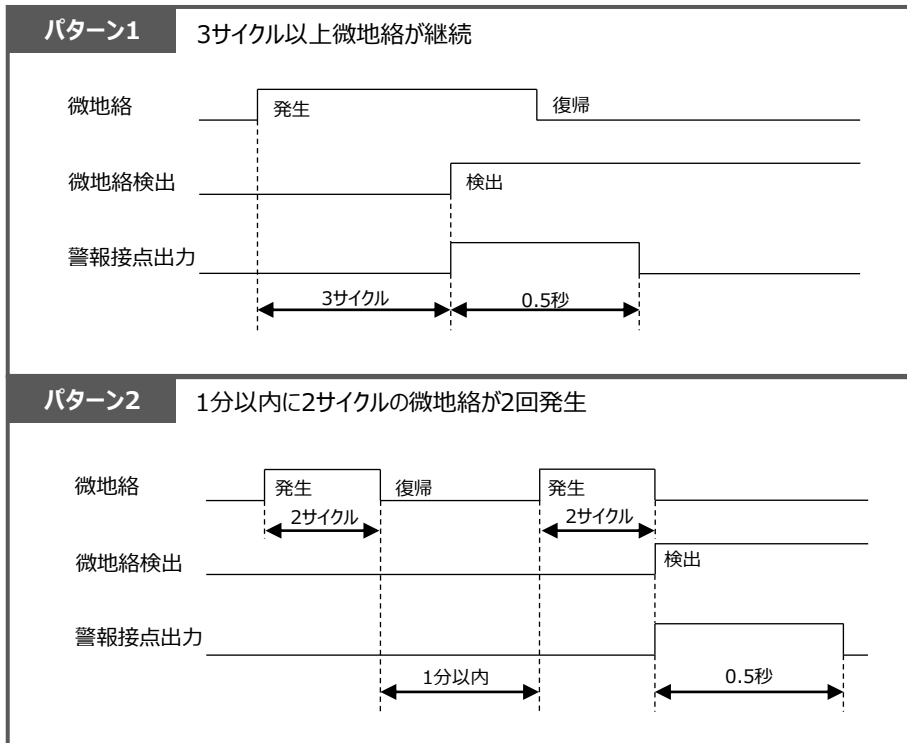 パターン1 3サイクル以上微地絡が継続
微地絡 発生 復帰
微地絡検出 検出
警報接点出力
3サイクル 0.5秒
パターン2 1分以内に2サイクルの微地絡が2回発生
微地絡 発生 復帰 発生
2サイクル 2サイクル
微地絡検出 検出
警報接点出力
1分以内 0.5秒